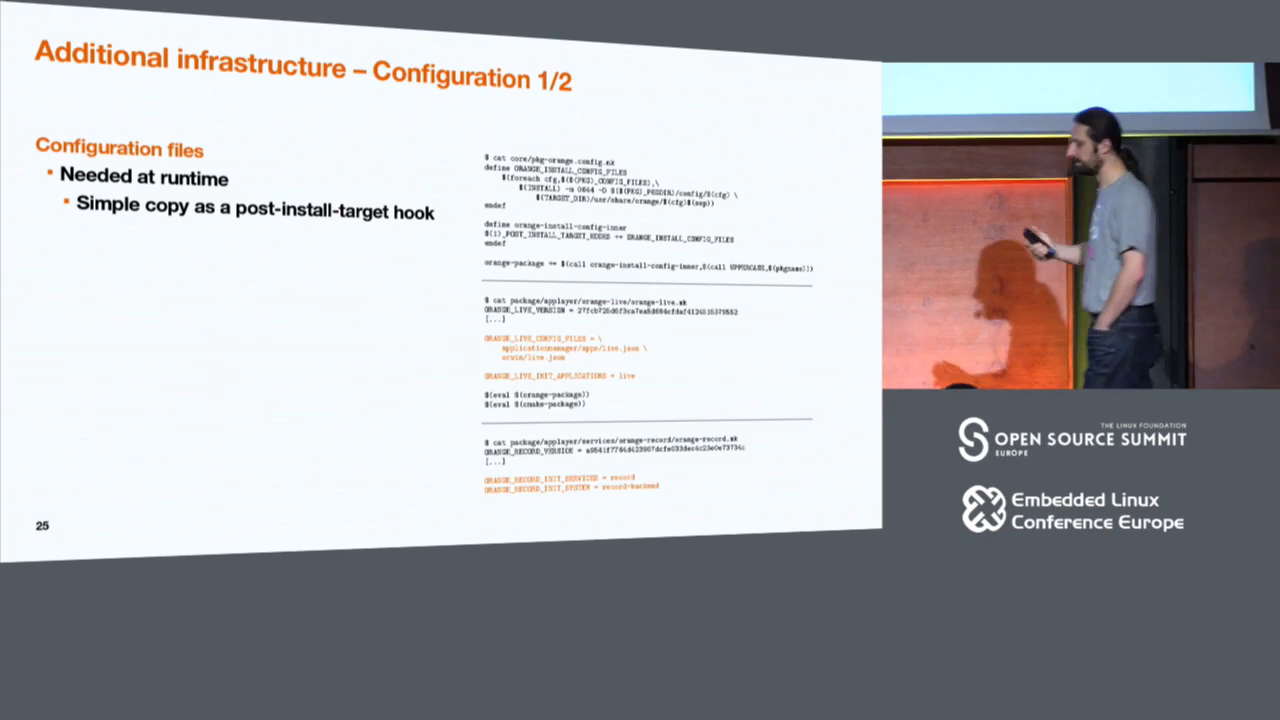 Additional infrastructure – Configuration 1/2
Configuration files
Needed at runtime
Simple copy as a post-install-target hook
$ cat core/pkg-orange.config.mk
define ORANGE_INSTALL_CONFIG_FILES
$(foreach cfg,$($(PKG)_CONFIG_FILES),\
$(INSTALL) -m 0644 -D $($(PKG)_PKGDIR)/config/$(cfg) \
$(TARGET_DIR)/usr/share/orange/$(cfg)$(sep))
endef
define orange-install-config-inner
$(1)_POST_INSTALL_TARGET_HOOKS += ORANGE_INSTALL_CONFIG_FILES
endef
orange-package += $(call orange-install-config-inner,$(call UPPERCASE,$(pkgname)))
$ cat package/applayer/orange-live/orange-live.mk
ORANGE_LIVE_VERSION =
[...]
ORANGE_LIVE_CONFIG_FILES = \
applicationmanager/apps/live.json \
orwin/live.json
ORANGE_LIVE_INIT_APPLICATIONS = live
$(eval $(orange-package))
$(eval $(cmake-package))
$ cat package/applayer/services/orange-record/orange-record.mk
ORANGE_RECORD_VERSION =
[...]
ORANGE_RECORD_INIT_SERVICES = record
ORANGE_RECORD_INIT_SYSTEM = record-backend
25
THE LINUX FOUNDATION
OPEN SOURCE SUMMIT
EUROPE
Embedded Linux
Conference Europe